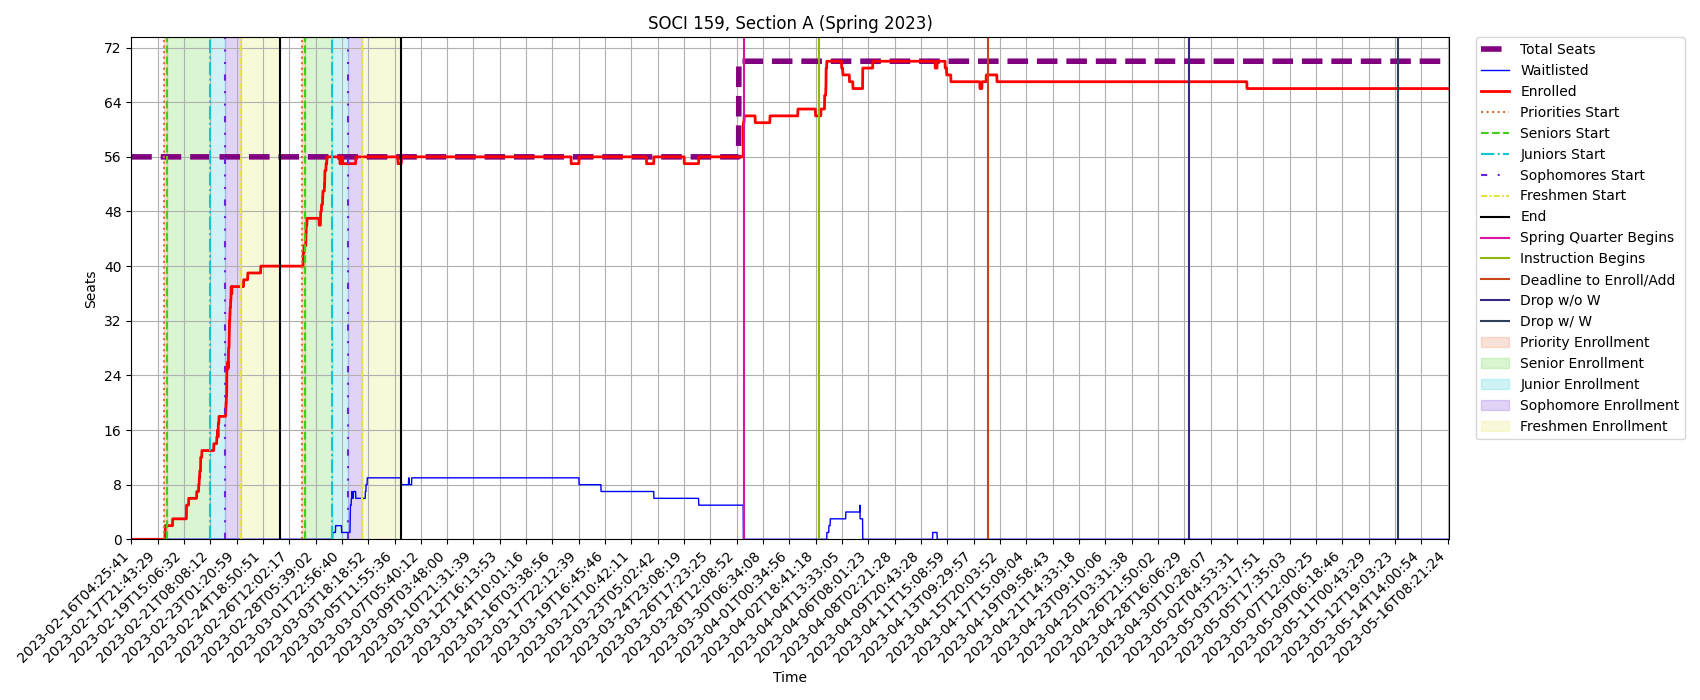 SOCI 159, Section A (Spring 2023)
72
64
56
48
40
32
24
16
8
0
Seats
2023-02-16T04:25:41
2023-02-17T21:43:29
2023-02-19T15:06:32
2023-02-21T08:08:12
2023-02-23T01:20:59
2023-02-24T18:50:51
2023-02-26T12:02:17
2023-02-28T05:39:02
2023-03-01T22:56:40
2023-03-03T18:18:52
2023-03-05T11:55:36
2023-03-07T05:40:12
2023-03-09T03:48:00
2023-03-10T21:31:39
2023-03-12T16:13:53
2023-03-14T10:01:16
2023-03-16T03:38:56
2023-03-17T22:12:39
2023-03-19T16:45:46
2023-03-21T10:42:11
2023-03-23T05:02:42
2023-03-24T23:08:19
2023-03-26T17:23:25
2023-03-28T12:08:52
2023-03-30T06:34:08
2023-04-01T00:34:56
2023-04-02T18:41:18
2023-04-04T13:33:05
2023-04-06T08:01:23
2023-04-08T02:21:28
2023-04-09T20:43:28
2023-04-11T15:08:59
2023-04-13T09:29:57
2023-04-15T20:03:52
2023-04-17T15:09:04
2023-04-19T09:58:43
2023-04-21T14:33:18
2023-04-23T09:10:06
2023-04-25T03:31:38
2023-04-26T21:50:02
2023-04-28T16:06:29
2023-04-30T10:28:07
2023-05-02T04:53:31
2023-05-03T23:17:51
2023-05-05T17:35:03
2023-05-07T12:00:25
2023-05-09T06:18:46
2023-05-11T00:43:29
2023-05-12T19:03:23
2023-05-14T14:00:54
2023-05-16T08:21:24
Time
Total Seats
Waitlisted
Enrolled
Priorities Start
Seniors Start
Juniors Start
Sophomores Start
Freshmen Start
End
Spring Quarter Begins
Instruction Begins
Deadline to Enroll/Add
Drop w/o W
Drop w/ W
Priority Enrollment
Senior Enrollment
Junior Enrollment
Sophomore Enrollment
Freshmen Enrollment